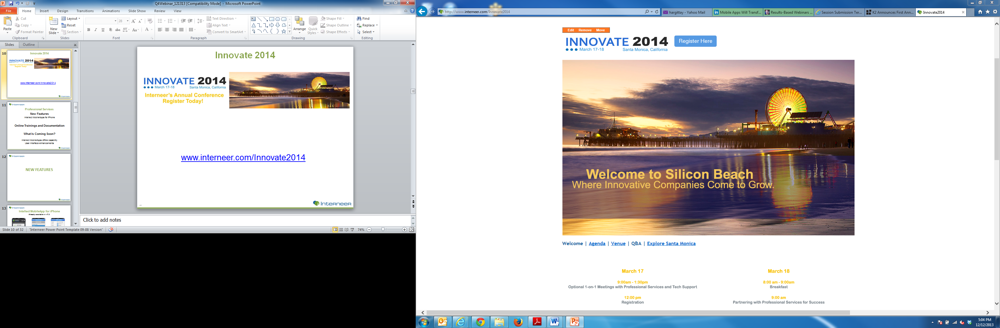 Q4Webinar_121313 [Compatibility Mode] - Microsoft PowerPoint
File Home Insert Design Transitions Animations Slide Show Review View
Paste
Cut
Copy
Format Painter
Clipboard
New Slide
Layout
Reset
Section
Slides
28
Font
Text Direction
Align Text
Convert to SmartArt
Paragraph
Arrange
Quick Styles
Shape Fill
Shape Outline
Shape Effects
Drawing
Find
Replace
Select
Editing
Slides Outline
10
Innovate 2014
INNOVATE 2014
Interneer's Annual Conference
Register Today!
www.interneer.com/Innovate2014
Interneer
11
Interneer
Professional Services
New Features
Intellect MobileApps for iPhone
Online Trainings and Documentation
What Is Coming Soon?
Intellect MobileApps offline capability
User Interface enhancements
Interneer
12
Interneer
NEW FEATURES
Interneer
13
Interneer
Intellect MobileApp for iPhone
Already available in v7.0
Innovate 2014
INNOVATE 2014
March 17-18 Santa Monica, California
Interneer's Annual Conference
Register Today!
www.interneer.com/Innovate2014
Interneer
Click to add notes
Slide 10 of 32 "Interneer Power Point Template 09-08 Version" 74%
http://www.interneer.com/Innovate2014
hargittay - Yahoo Mail
Mobile Apps Will Transf...
Results-Based Webinars ...
Session Submission Ter...
K2 Announces First Ann...
Innovate2014
Edit Remove Move
INNOVATE 2014
March 17-18 Santa Monica, California
Register Here
Welcome to Silicon Beach
Where Innovative Companies Come to Grow.
Welcome | Agenda | Venue | Q&A | Explore Santa Monica
March 17
9:00am - 1:30pm
Optional 1-on-1 Meetings with Professional Services and Tech Support
12:00 pm
Registration
March 18
8:00 am - 9:00am
Breakfast
9:00 am
Partnering with Professional Services for Success
5:04 PM
12/12/2013